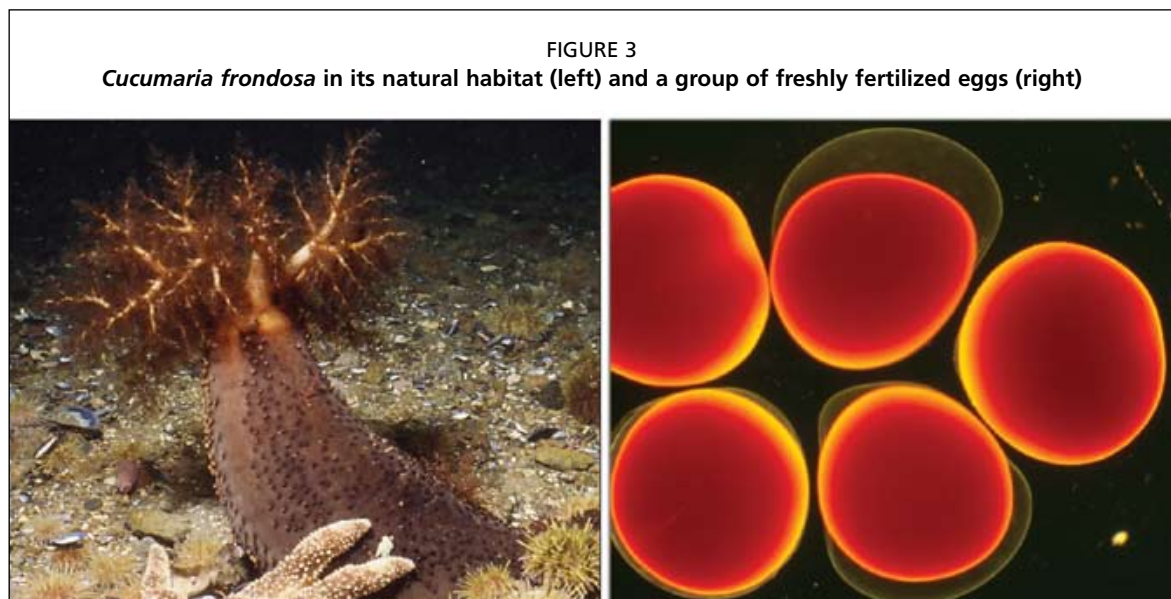 FIGURE 3
Cucumaria frondosa in its natural habitat (left) and a group of freshly fertilized eggs (right)